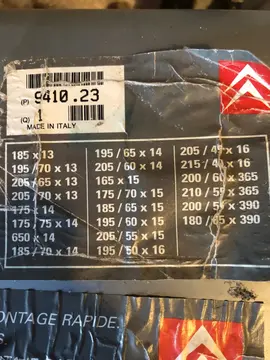 (P) 9410.23
(Q) 1
MADE IN ITALY
185 x 13
195/70 x 13
205/65 x 13
205/70 x 13
175 x 14
175/75 x 14
650 x 14
185/70 x 14
195/65 x 14
205/60 x 14
165 x 15
175/70 x 15
185/65 x 15
195/60 x 15
205/55 x 15
195/50 x 16
205/45 x 16
215/40 x 16
200/60 x 365
210/55 x 365
200/55 x 390
180/65 x 390
MONTAGE RAPIDE.